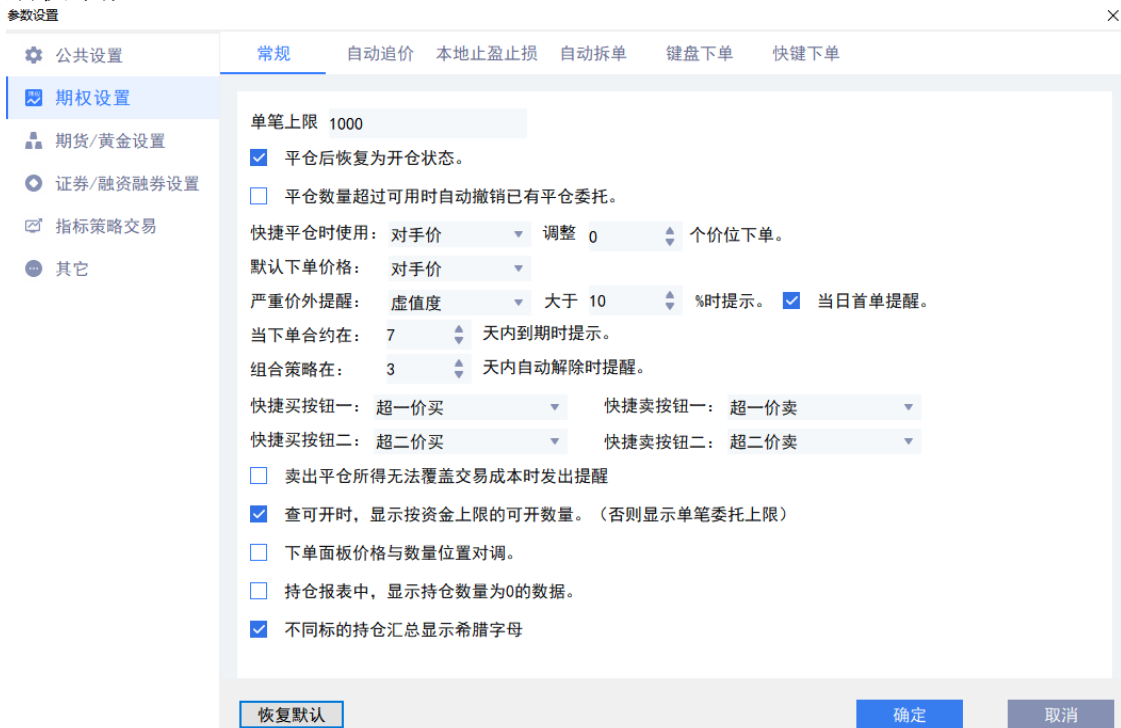 参数设置
公共设置
期权设置
期货/黄金设置
证券/融资融券设置
指标策略交易
其它
常规 自动追价 本地止盈止损 自动拆单 键盘下单 快键下单
单笔上限 1000
平仓后恢复为开仓状态。
平仓数量超过可用时自动撤销已有平仓委托。
快捷平仓时使用： 对手价 调整 0 个价位下单。
默认下单价格： 对手价
严重价外提醒： 虚值度 大于 10 %时提示。 当日首单提醒。
当下单合约在： 7 天内到期时提示。
组合策略在： 3 天内自动解除时提醒。
快捷买按钮一： 超一价买 快捷卖按钮一： 超一价卖
快捷买按钮二： 超二价买 快捷卖按钮二： 超二价卖
卖出平仓所得无法覆盖交易成本时发出提醒
查可开时，显示按资金上限的可开数量。（否则显示单笔委托上限）
下单面板价格与数量位置对调。
持仓报表中，显示持仓数量为0的数据。
不同标的持仓汇总显示希腊字母
恢复默认 确定 取消